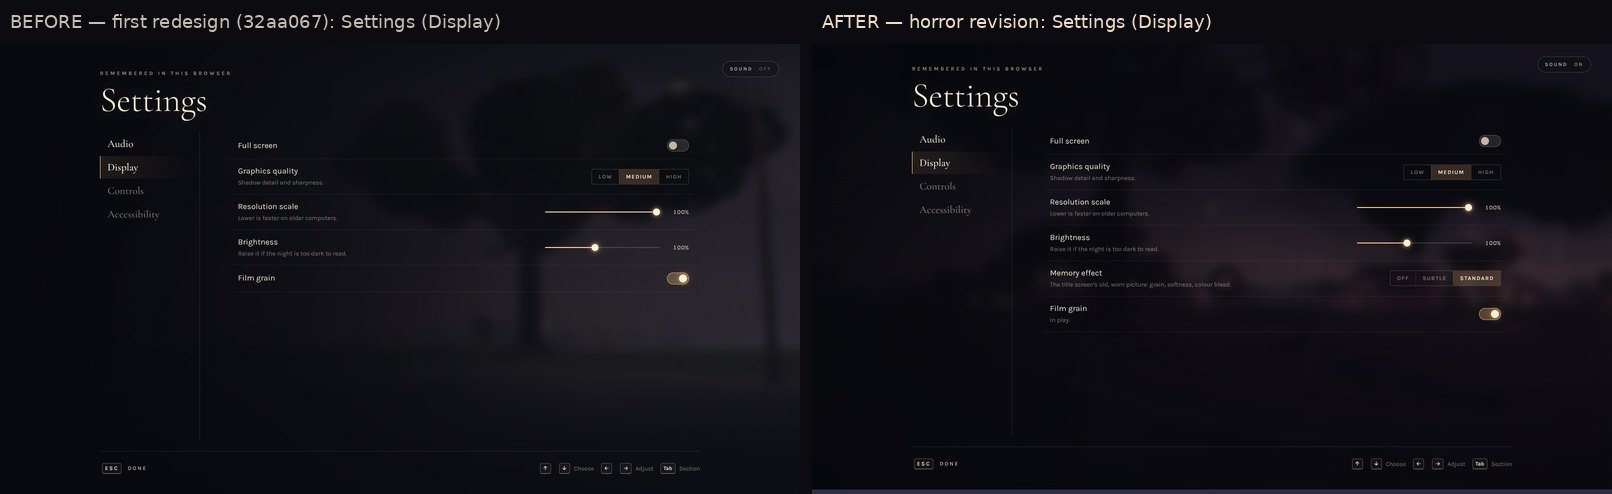 BEFORE — first redesign (32aa067): Settings (Display)
REMEMBERED IN THIS BROWSER
SOUND OFF
Settings
Audio
Display
Controls
Accessibility
Full screen
Graphics quality
Shadow detail and sharpness.
LOW MEDIUM HIGH
Resolution scale
Lower is faster on older computers.
100%
Brightness
Raise it if the night is too dark to read.
100%
Film grain
ESC DONE
↑ ↓ Choose ← → Adjust Tab Section
AFTER — horror revision: Settings (Display)
REMEMBERED IN THIS BROWSER
SOUND ON
Settings
Audio
Display
Controls
Accessibility
Full screen
Graphics quality
Shadow detail and sharpness.
LOW MEDIUM HIGH
Resolution scale
Lower is faster on older computers.
100%
Brightness
Raise it if the night is too dark to read.
100%
Memory effect
The title screen's old, worn picture: grain, softness, colour bleed.
OFF SUBTLE STANDARD
Film grain
In play.
ESC DONE
↑ ↓ Choose ← → Adjust Tab Section